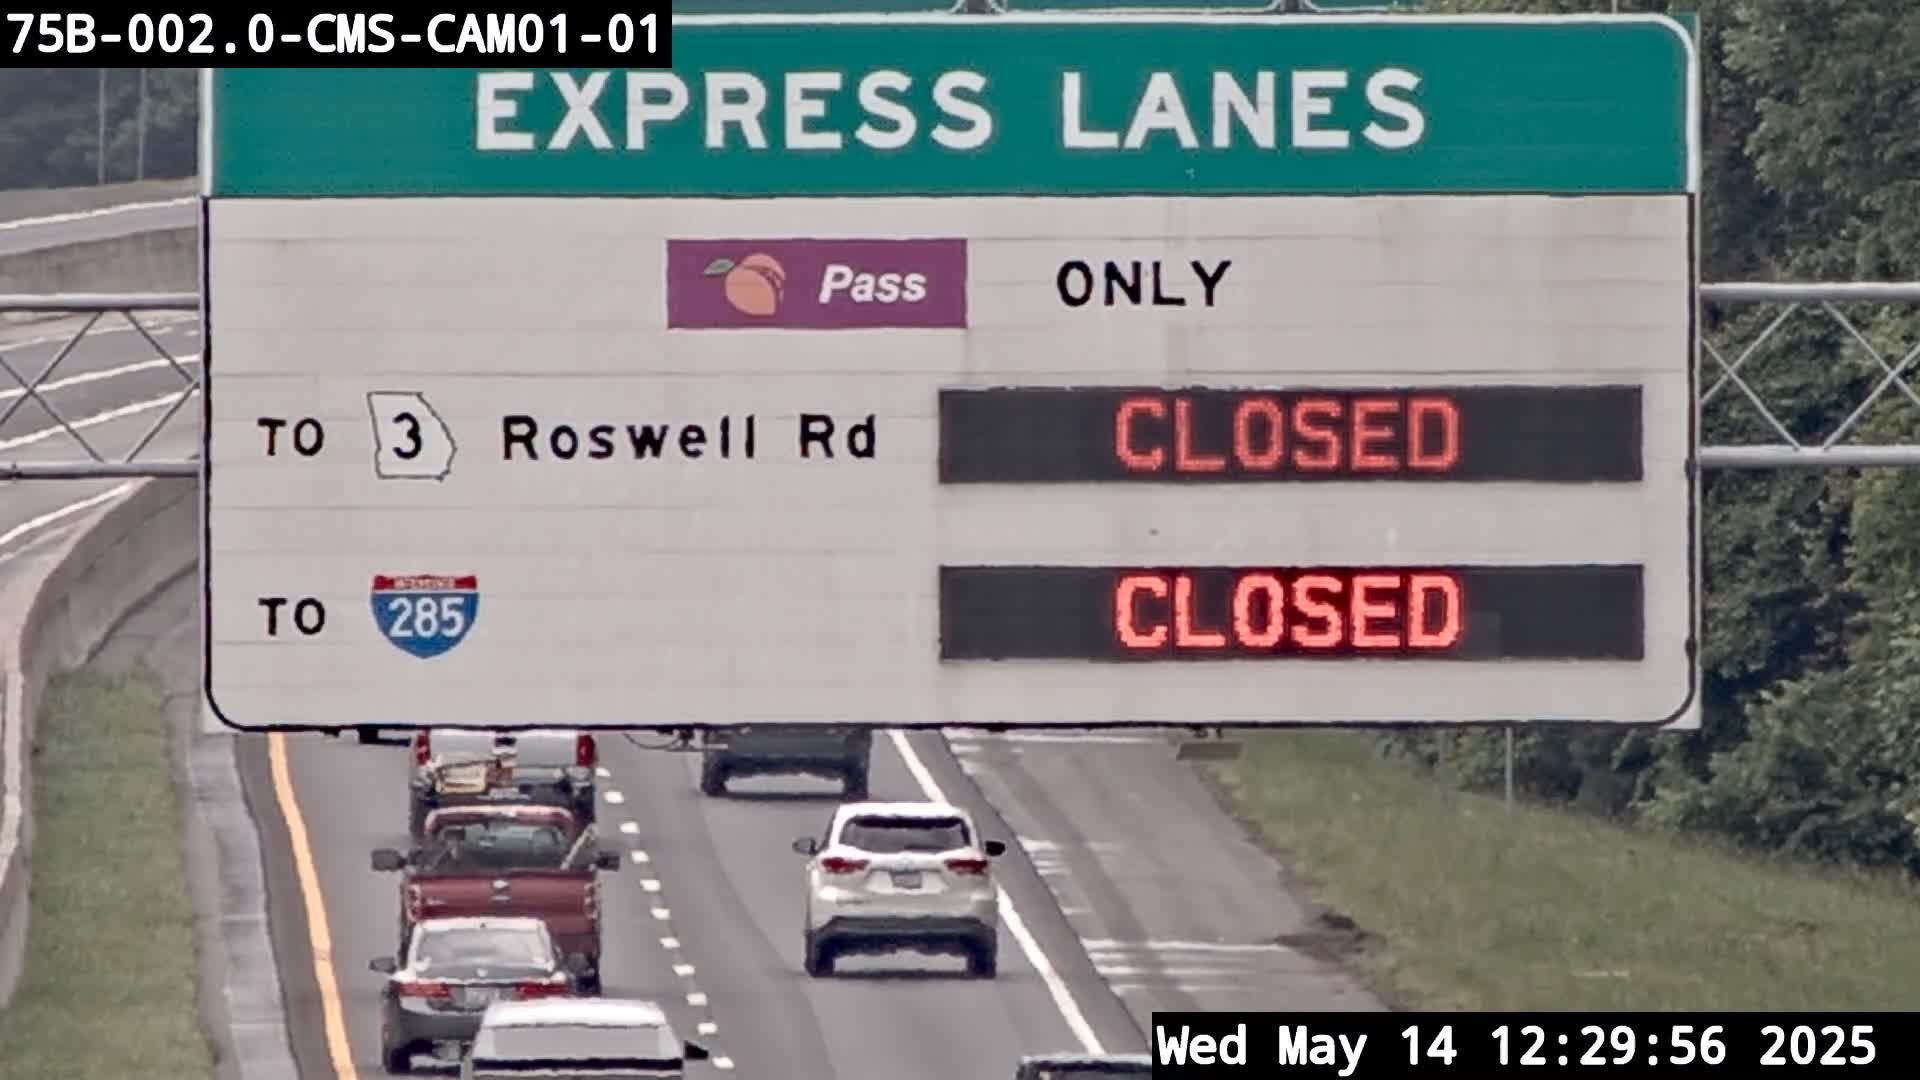 75B-002.0-CMS-CAM01-01
EXPRESS LANES
Pass ONLY
TO 3 Roswell Rd CLOSED
TO 285 CLOSED
Wed May 14 12:29:56 2025